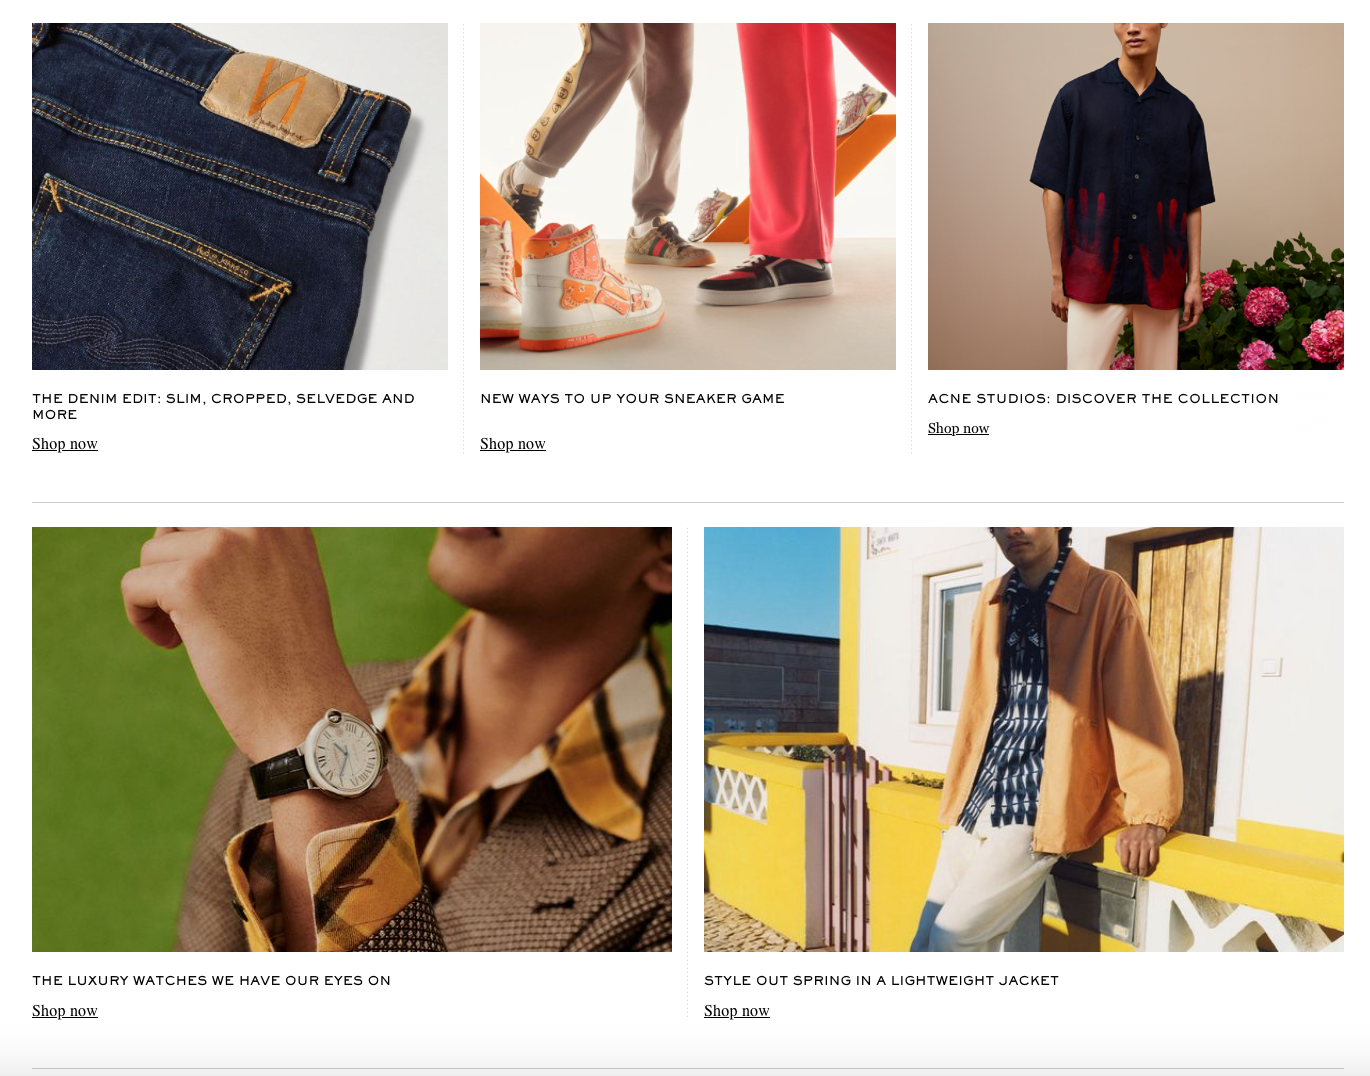 THE DENIM EDIT: SLIM, CROPPED, SELVEDGE AND
MORE
Shop now
NEW WAYS TO UP YOUR SNEAKER GAME
Shop now
ACNE STUDIOS: DISCOVER THE COLLECTION
Shop now
THE LUXURY WATCHES WE HAVE OUR EYES ON
Shop now
STYLE OUT SPRING IN A LIGHTWEIGHT JACKET
Shop now